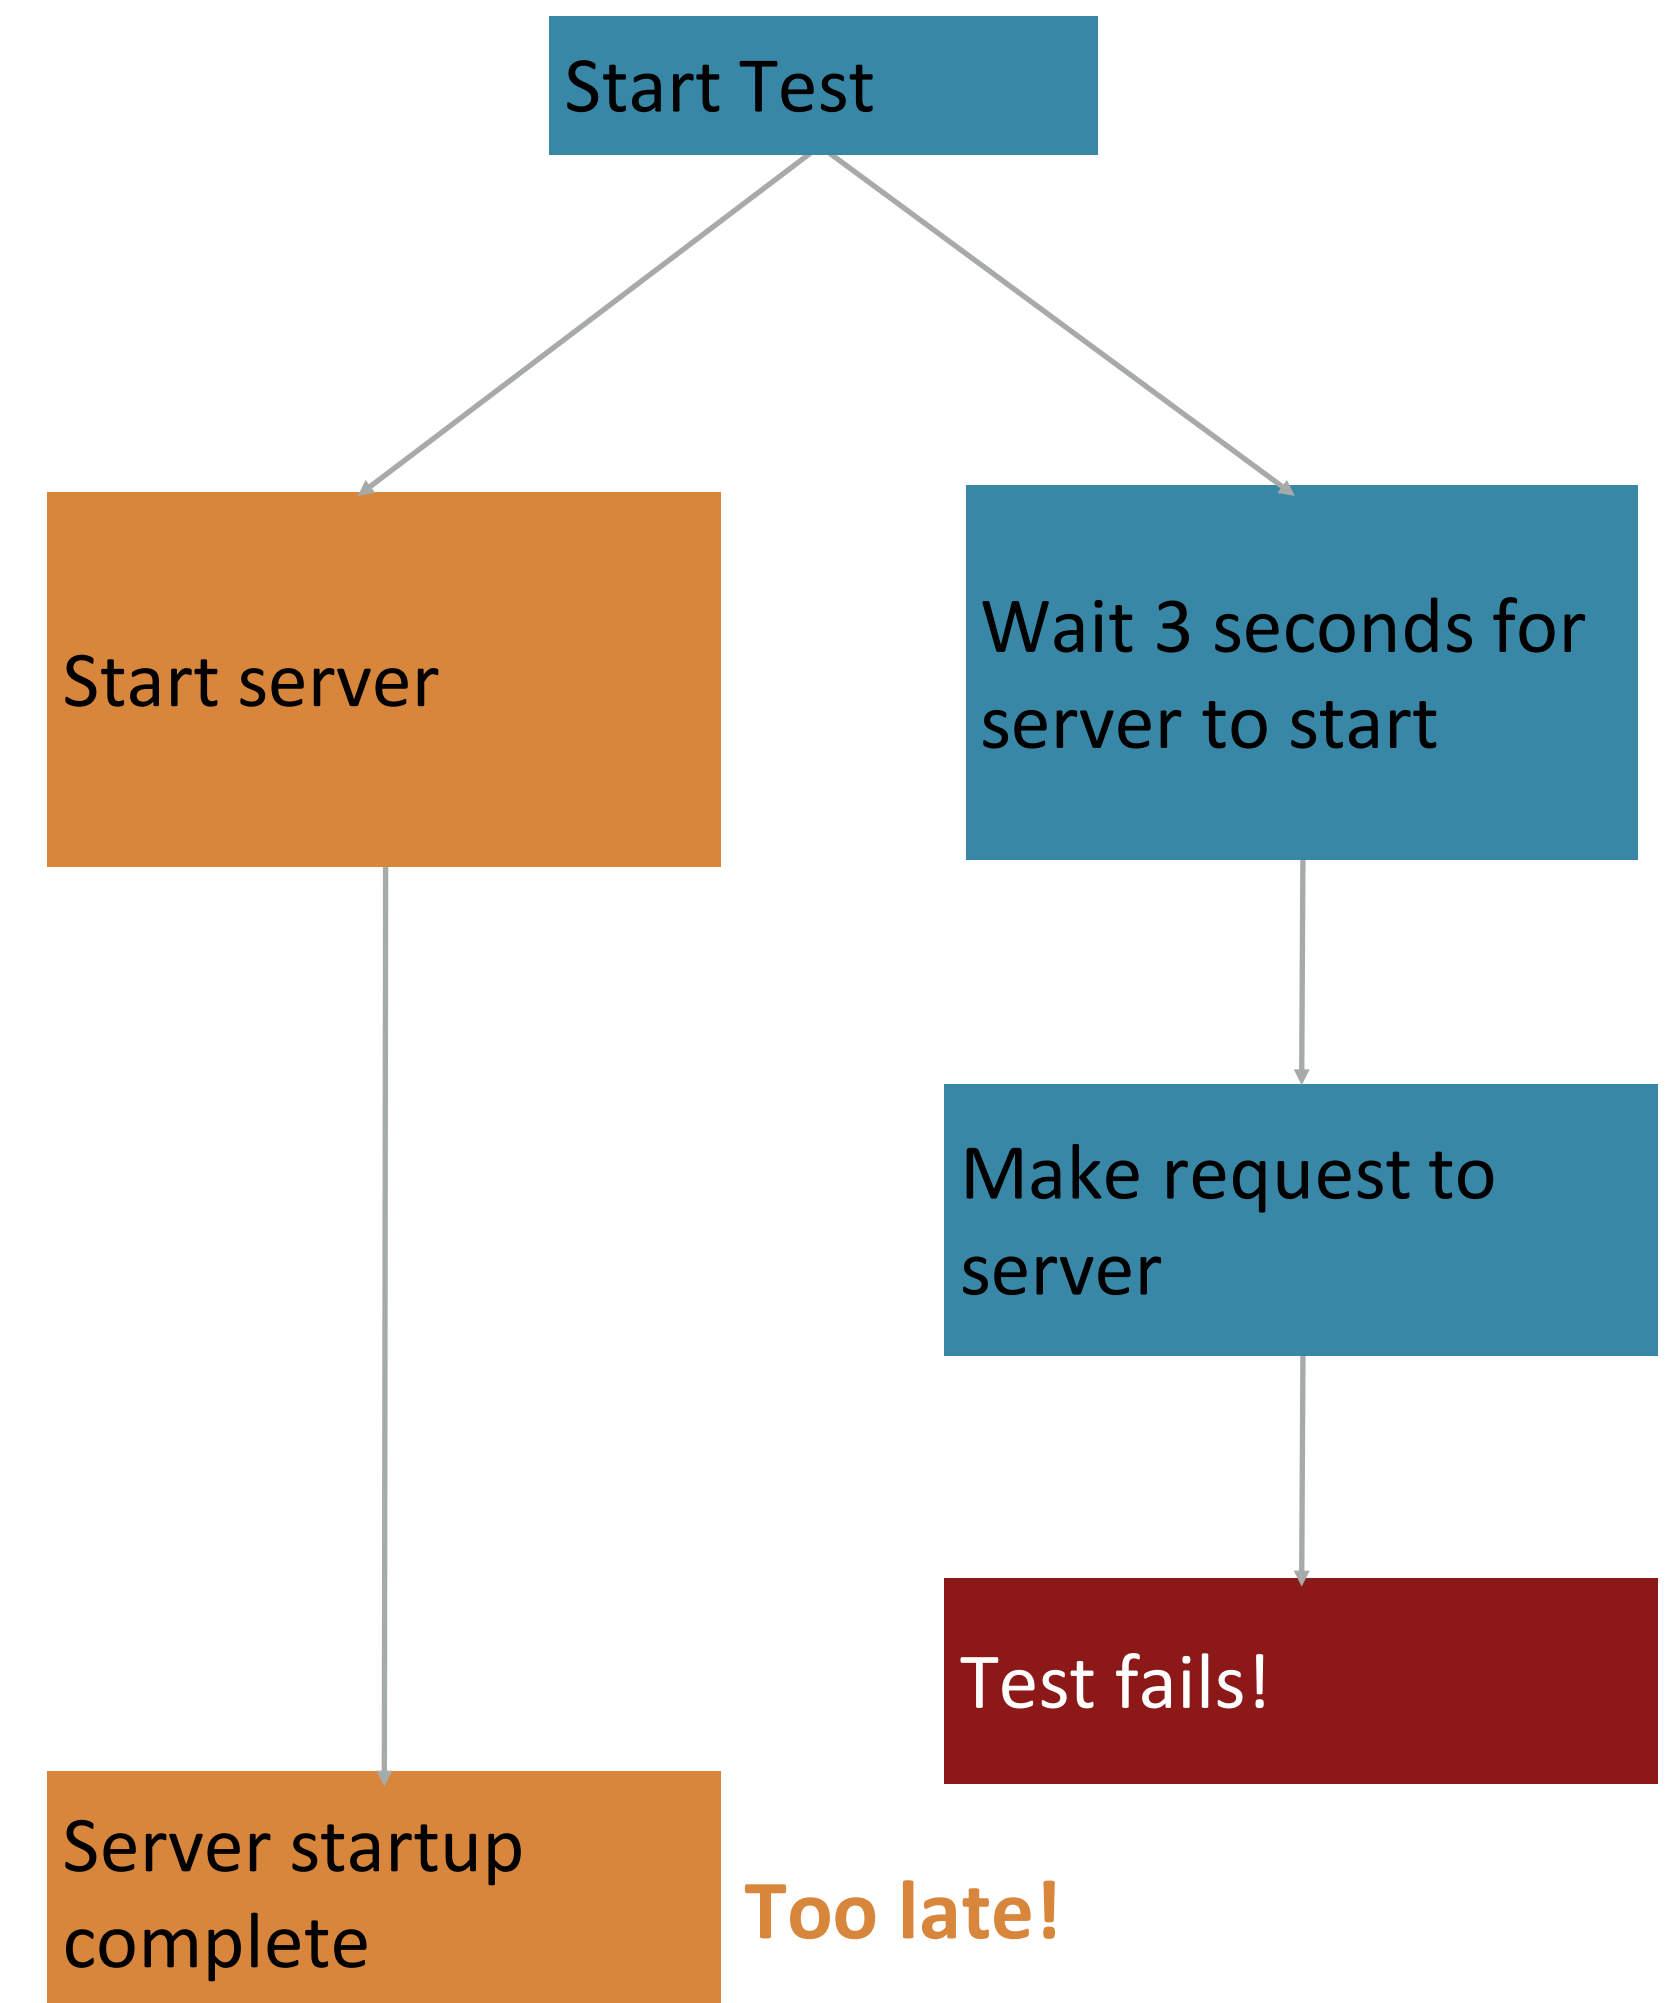 Start Test
Start server
Wait 3 seconds for
server to start
Make request to
server
Test fails!
Server startup
complete
Too late!